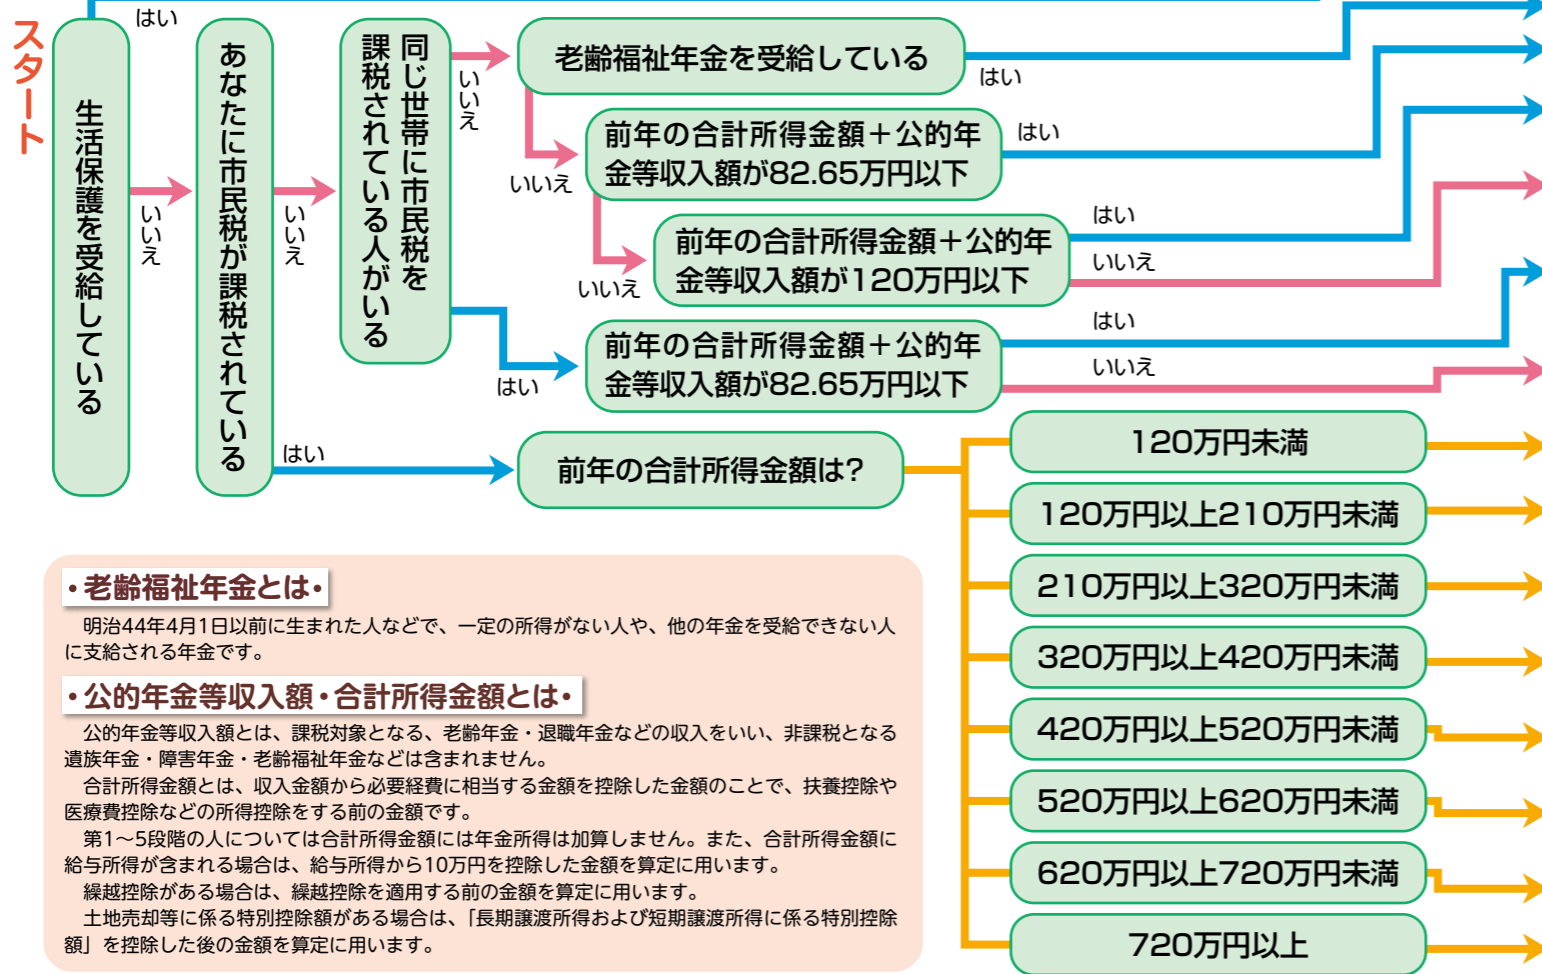 スタート
生活保護を受給している
はい
いいえ
あなたに市民税が課税されている
いいえ
はい
同じ世帯に市民税を
課税されている人がいる
いいえ
はい
老齢福祉年金を受給している
はい
いいえ
前年の合計所得金額＋公的年
金等収入額が82.65万円以下
はい
いいえ
前年の合計所得金額＋公的年
金等収入額が120万円以下
はい
いいえ
前年の合計所得金額＋公的年
金等収入額が82.65万円以下
はい
いいえ
前年の合計所得金額は?
120万円未満
120万円以上210万円未満
210万円以上320万円未満
320万円以上420万円未満
420万円以上520万円未満
520万円以上620万円未満
620万円以上720万円未満
720万円以上
・老齢福祉年金とは・
明治44年4月1日以前に生まれた人などで、一定の所得がない人や、他の年金を受給できない人
に支給される年金です。
・公的年金等収入額・合計所得金額とは・
公的年金等収入額とは、課税対象となる、老齢年金・退職年金などの収入をいい、非課税となる
遺族年金・障害年金・老齢福祉年金などは含まれません。
合計所得金額とは、収入金額から必要経費に相当する金額を控除した金額のことで、扶養控除や
医療費控除などの所得控除をする前の金額です。
第1～5段階の人については合計所得金額には年金所得は加算しません。また、合計所得金額に
給与所得が含まれる場合は、給与所得から10万円を控除した金額を算定に用います。
繰越控除がある場合は、繰越控除を適用する前の金額を算定に用います。
土地売却等に係る特別控除額がある場合は、「長期譲渡所得および短期譲渡所得に係る特別控除
額」を控除した後の金額を算定に用います。